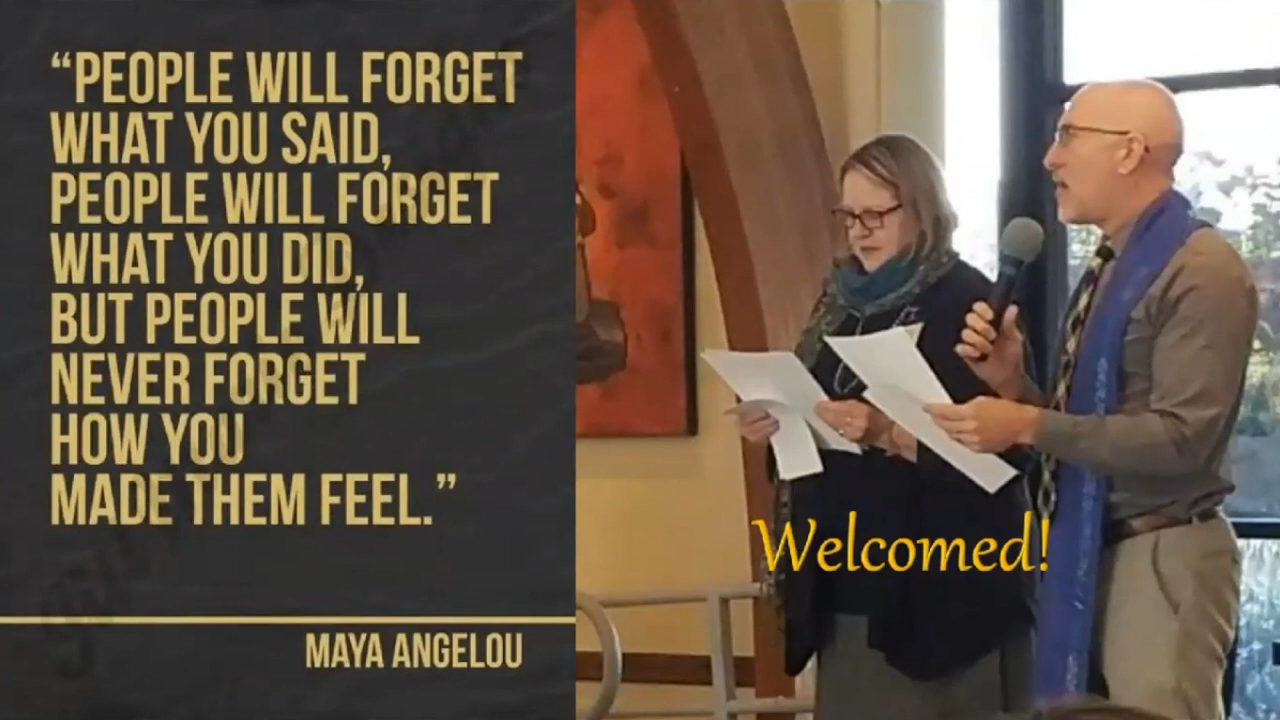 “PEOPLE WILL FORGET
WHAT YOU SAID,
PEOPLE WILL FORGET
WHAT YOU DID,
BUT PEOPLE WILL
NEVER FORGET
HOW YOU
MADE THEM FEEL.”
MAYA ANGELOU
Welcomed!